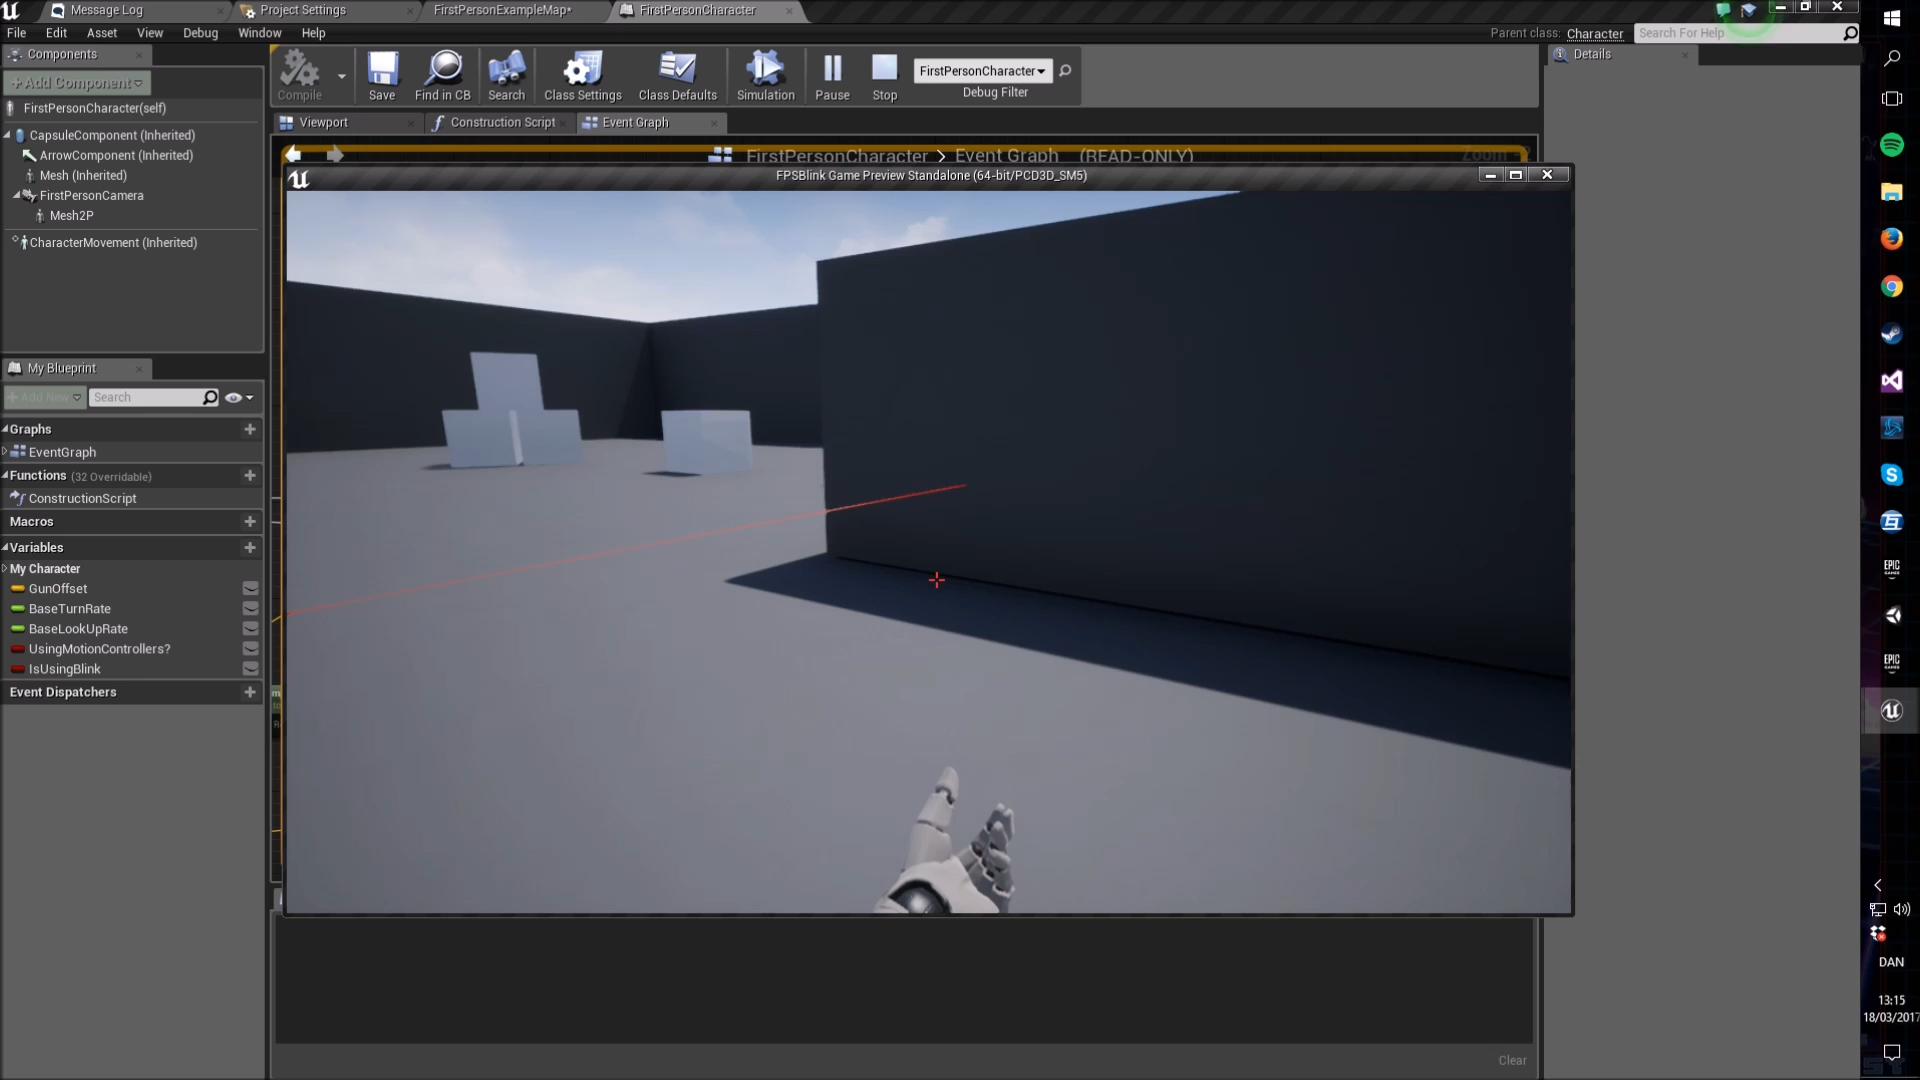 Message Log
Project Settings
FirstPersonExampleMap*
FirstPersonCharacter
File Edit Asset View Debug Window Help
Parent class: Character
Search For Help
Components
+Add Component
FirstPersonCharacter(self)
CapsuleComponent (Inherited)
ArrowComponent (Inherited)
Mesh (Inherited)
FirstPersonCamera
Mesh2P
CharacterMovement (Inherited)
Compile
Save
Find in CB
Search
Class Settings
Class Defaults
Simulation
Pause
Stop
FirstPersonCharacter
Debug Filter
Details
Viewport
Construction Script
Event Graph
FirstPersonCharacter > Event Graph (READ-ONLY)
FPSBlink Game Preview Standalone (64-bit/PCD3D_SM5)
My Blueprint
+ Add New
Search
Graphs
EventGraph
Functions (32 Overridable)
ConstructionScript
Macros
Variables
My Character
GunOffset
BaseTurnRate
BaseLookUpRate
UsingMotionControllers?
IsUsingBlink
Event Dispatchers
Clear
EPIC
EPIC
DAN
13:15
18/03/2017